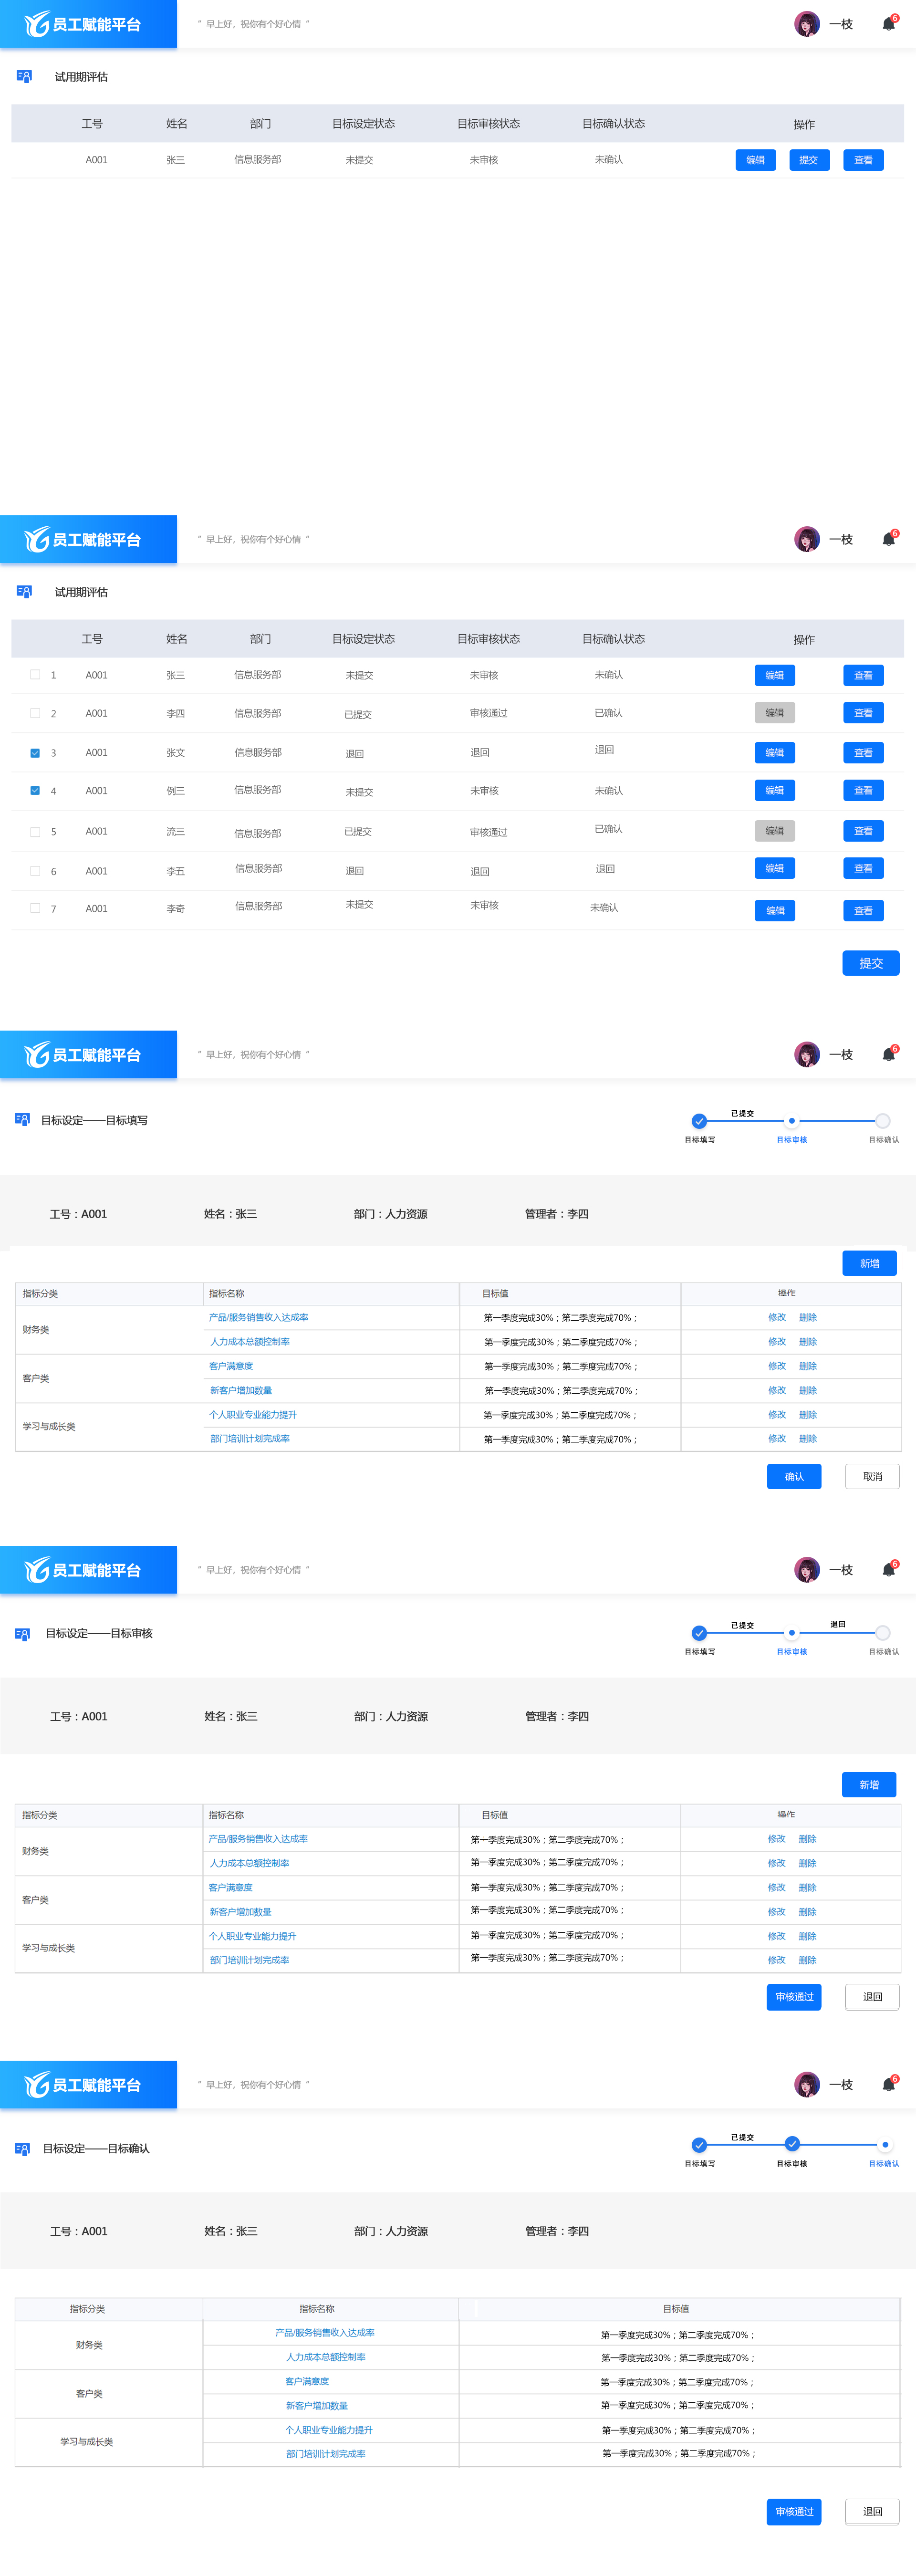 员工赋能平台 “ 早上好，祝你有个好心情 ” 一枝 6
试用期评估
工号 姓名 部门 目标设定状态 目标审核状态 目标确认状态 操作
A001 张三 信息服务部 未提交 未审核 未确认 编辑 提交 查看
员工赋能平台 “ 早上好，祝你有个好心情 ” 一枝 6
试用期评估
工号 姓名 部门 目标设定状态 目标审核状态 目标确认状态 操作
1 A001 张三 信息服务部 未提交 未审核 未确认 编辑 查看
2 A001 李四 信息服务部 已提交 审核通过 已确认 编辑 查看
3 A001 张文 信息服务部 退回 退回 退回 编辑 查看
4 A001 例三 信息服务部 未提交 未审核 未确认 编辑 查看
5 A001 流三 信息服务部 已提交 审核通过 已确认 编辑 查看
6 A001 李五 信息服务部 退回 退回 退回 编辑 查看
7 A001 李奇 信息服务部 未提交 未审核 未确认 编辑 查看
提交
员工赋能平台 “ 早上好，祝你有个好心情 ” 一枝 6
目标设定——目标填写
已提交
目标填写 目标审核 目标确认
工号：A001 姓名：张三 部门：人力资源 管理者：李四
新增
指标分类 指标名称 目标值 操作
财务类
产品/服务销售收入达成率 第一季度完成30%；第二季度完成70%； 修改 删除
人力成本总额控制率 第一季度完成30%；第二季度完成70%； 修改 删除
客户类
客户满意度 第一季度完成30%；第二季度完成70%； 修改 删除
新客户增加数量 第一季度完成30%；第二季度完成70%； 修改 删除
学习与成长类
个人职业专业能力提升 第一季度完成30%；第二季度完成70%； 修改 删除
部门培训计划完成率 第一季度完成30%；第二季度完成70%； 修改 删除
确认 取消
员工赋能平台 “ 早上好，祝你有个好心情 ” 一枝 6
目标设定——目标审核
已提交 退回
目标填写 目标审核 目标确认
工号：A001 姓名：张三 部门：人力资源 管理者：李四
新增
指标分类 指标名称 目标值 操作
财务类
产品/服务销售收入达成率 第一季度完成30%；第二季度完成70%； 修改 删除
人力成本总额控制率 第一季度完成30%；第二季度完成70%； 修改 删除
客户类
客户满意度 第一季度完成30%；第二季度完成70%； 修改 删除
新客户增加数量 第一季度完成30%；第二季度完成70%； 修改 删除
学习与成长类
个人职业专业能力提升 第一季度完成30%；第二季度完成70%； 修改 删除
部门培训计划完成率 第一季度完成30%；第二季度完成70%； 修改 删除
审核通过 退回
员工赋能平台 “ 早上好，祝你有个好心情 ” 一枝 6
目标设定——目标确认
已提交
目标填写 目标审核 目标确认
工号：A001 姓名：张三 部门：人力资源 管理者：李四
指标分类 指标名称 目标值
财务类
产品/服务销售收入达成率 第一季度完成30%；第二季度完成70%；
人力成本总额控制率 第一季度完成30%；第二季度完成70%；
客户类
客户满意度 第一季度完成30%；第二季度完成70%；
新客户增加数量 第一季度完成30%；第二季度完成70%；
学习与成长类
个人职业专业能力提升 第一季度完成30%；第二季度完成70%；
部门培训计划完成率 第一季度完成30%；第二季度完成70%；
审核通过 退回